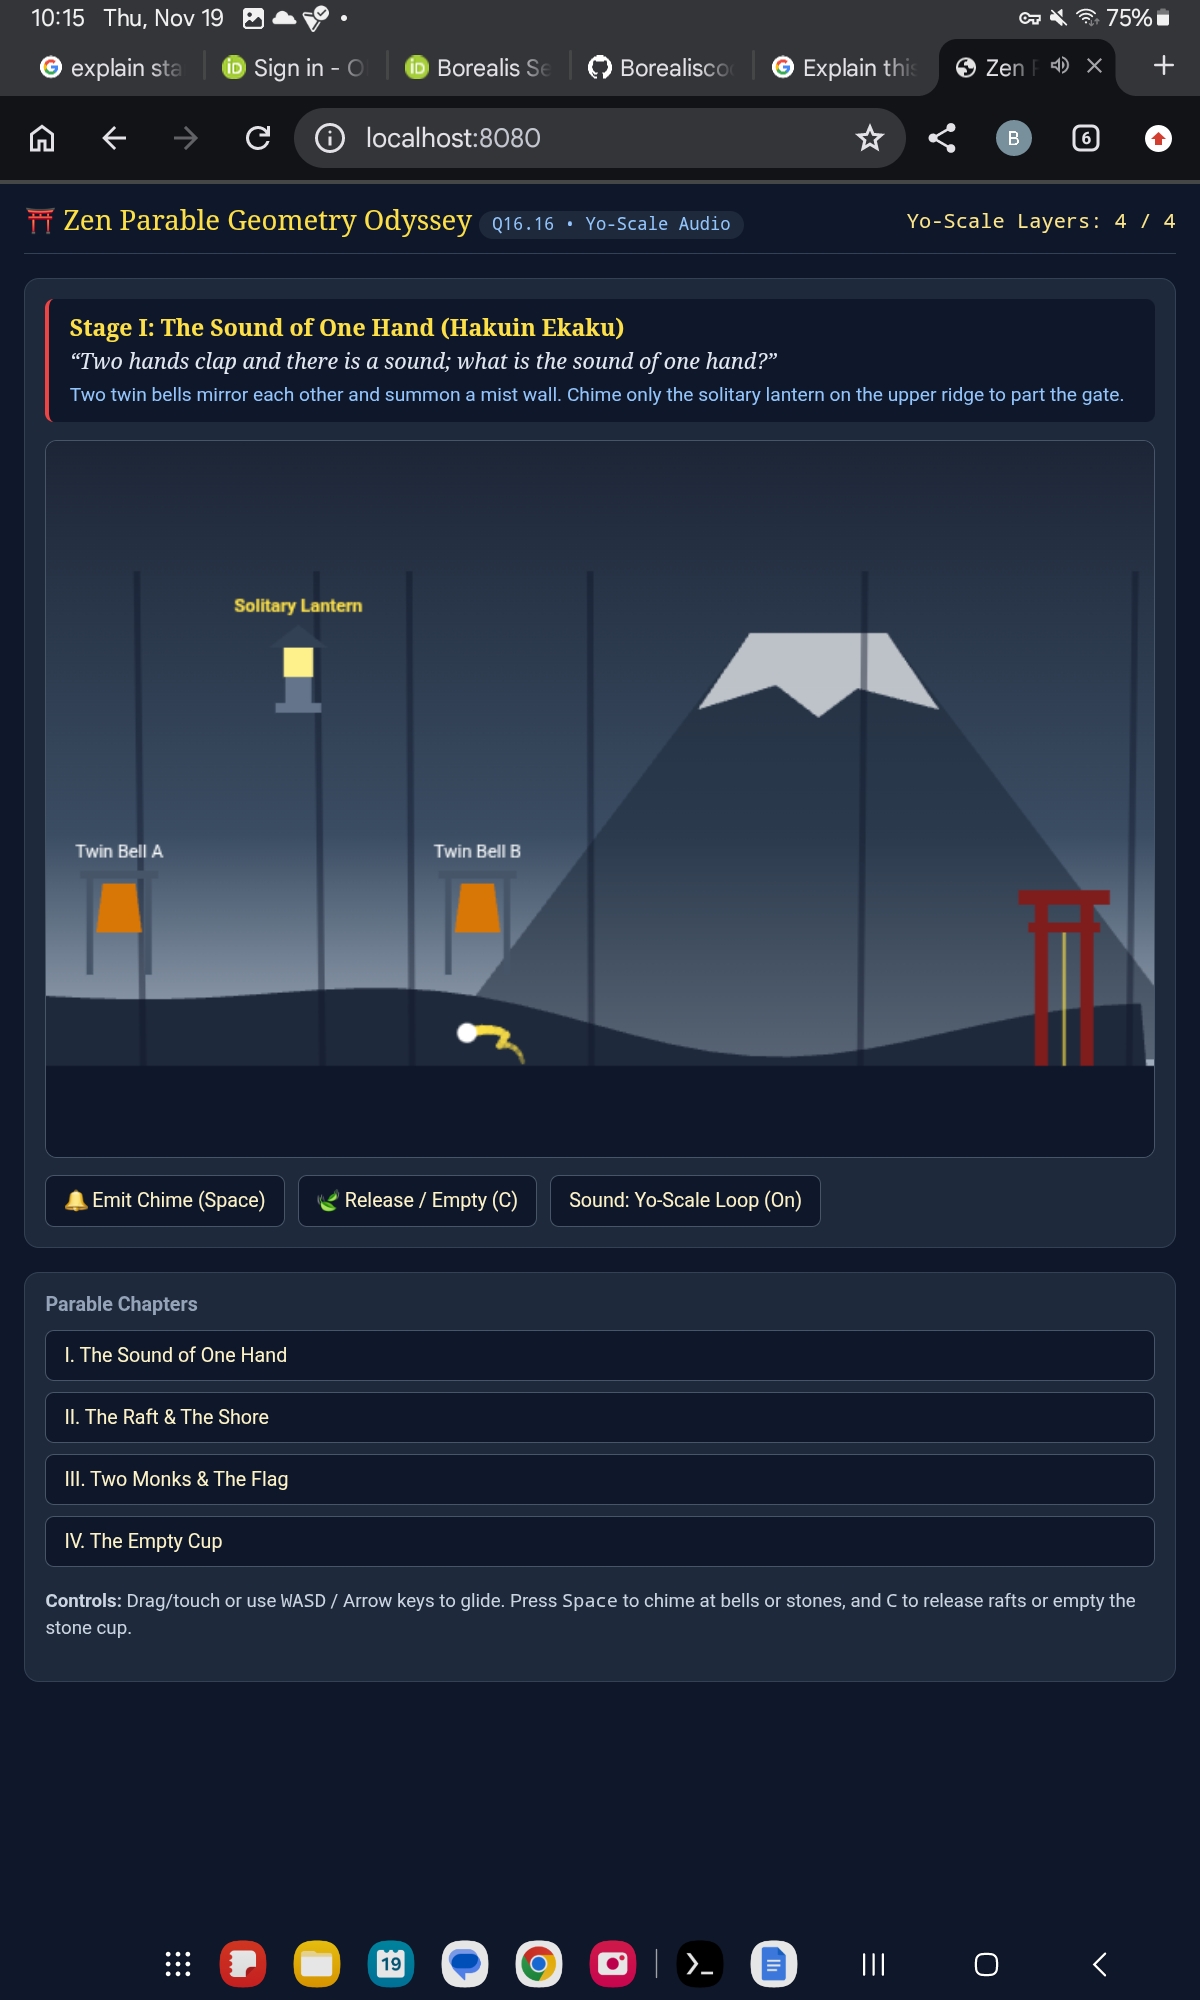 10:15 Thu, Nov 19
75%
explain sta
Sign in - O
Borealis Se
Borealisco
Explain this
Zen P
localhost:8080
B
6
Zen Parable Geometry Odyssey
Q16.16 • Yo-Scale Audio
Yo-Scale Layers: 4 / 4
Stage I: The Sound of One Hand (Hakuin Ekaku)
“Two hands clap and there is a sound; what is the sound of one hand?”
Two twin bells mirror each other and summon a mist wall. Chime only the solitary lantern on the upper ridge to part the gate.
Solitary Lantern
Twin Bell A
Twin Bell B
Emit Chime (Space)
Release / Empty (C)
Sound: Yo-Scale Loop (On)
Parable Chapters
I. The Sound of One Hand
II. The Raft & The Shore
III. Two Monks & The Flag
IV. The Empty Cup
Controls: Drag/touch or use WASD / Arrow keys to glide. Press Space to chime at bells or stones, and C to release rafts or empty the
stone cup.
19